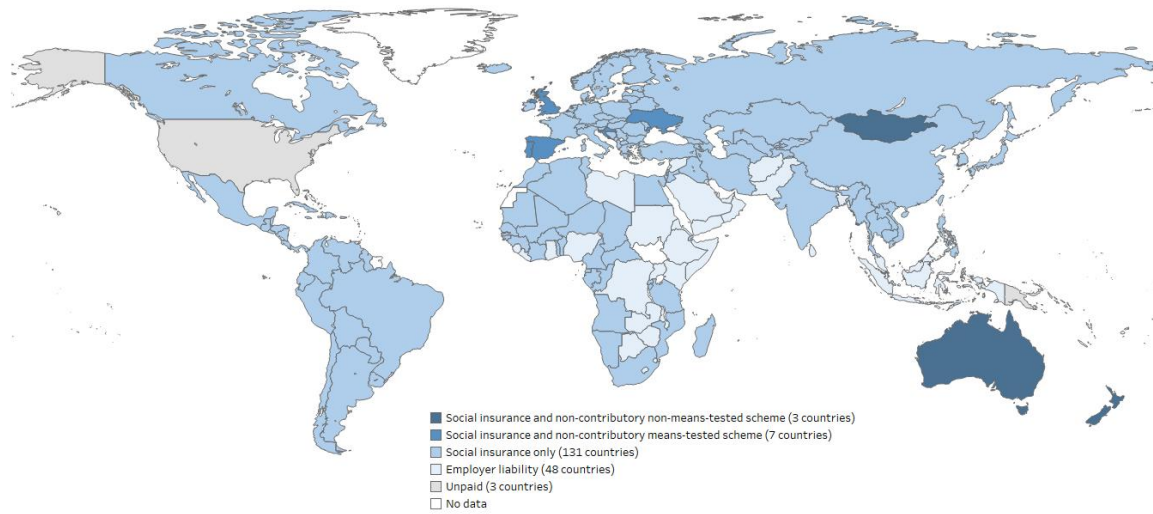 Social insurance and non-contributory non-means-tested scheme (3 countries)
Social insurance and non-contributory means-tested scheme (7 countries)
Social insurance only (131 countries)
Employer liability (48 countries)
Unpaid (3 countries)
No data